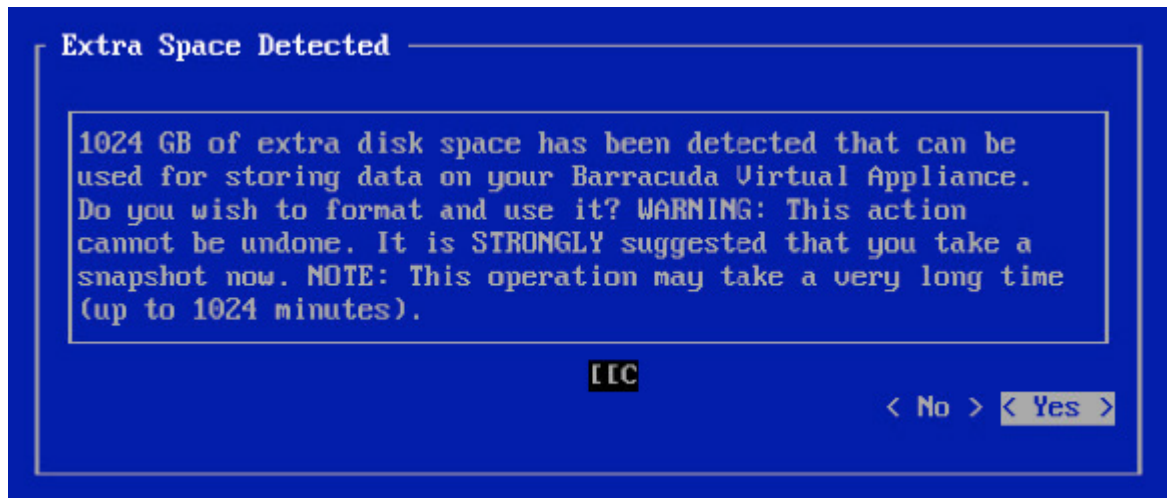 Extra Space Detected
1024 GB of extra disk space has been detected that can be
used for storing data on your Barracuda Virtual Appliance.
Do you wish to format and use it? WARNING: This action
cannot be undone. It is STRONGLY suggested that you take a
snapshot now. NOTE: This operation may take a very long time
(up to 1024 minutes).
[[C
< No > < Yes >